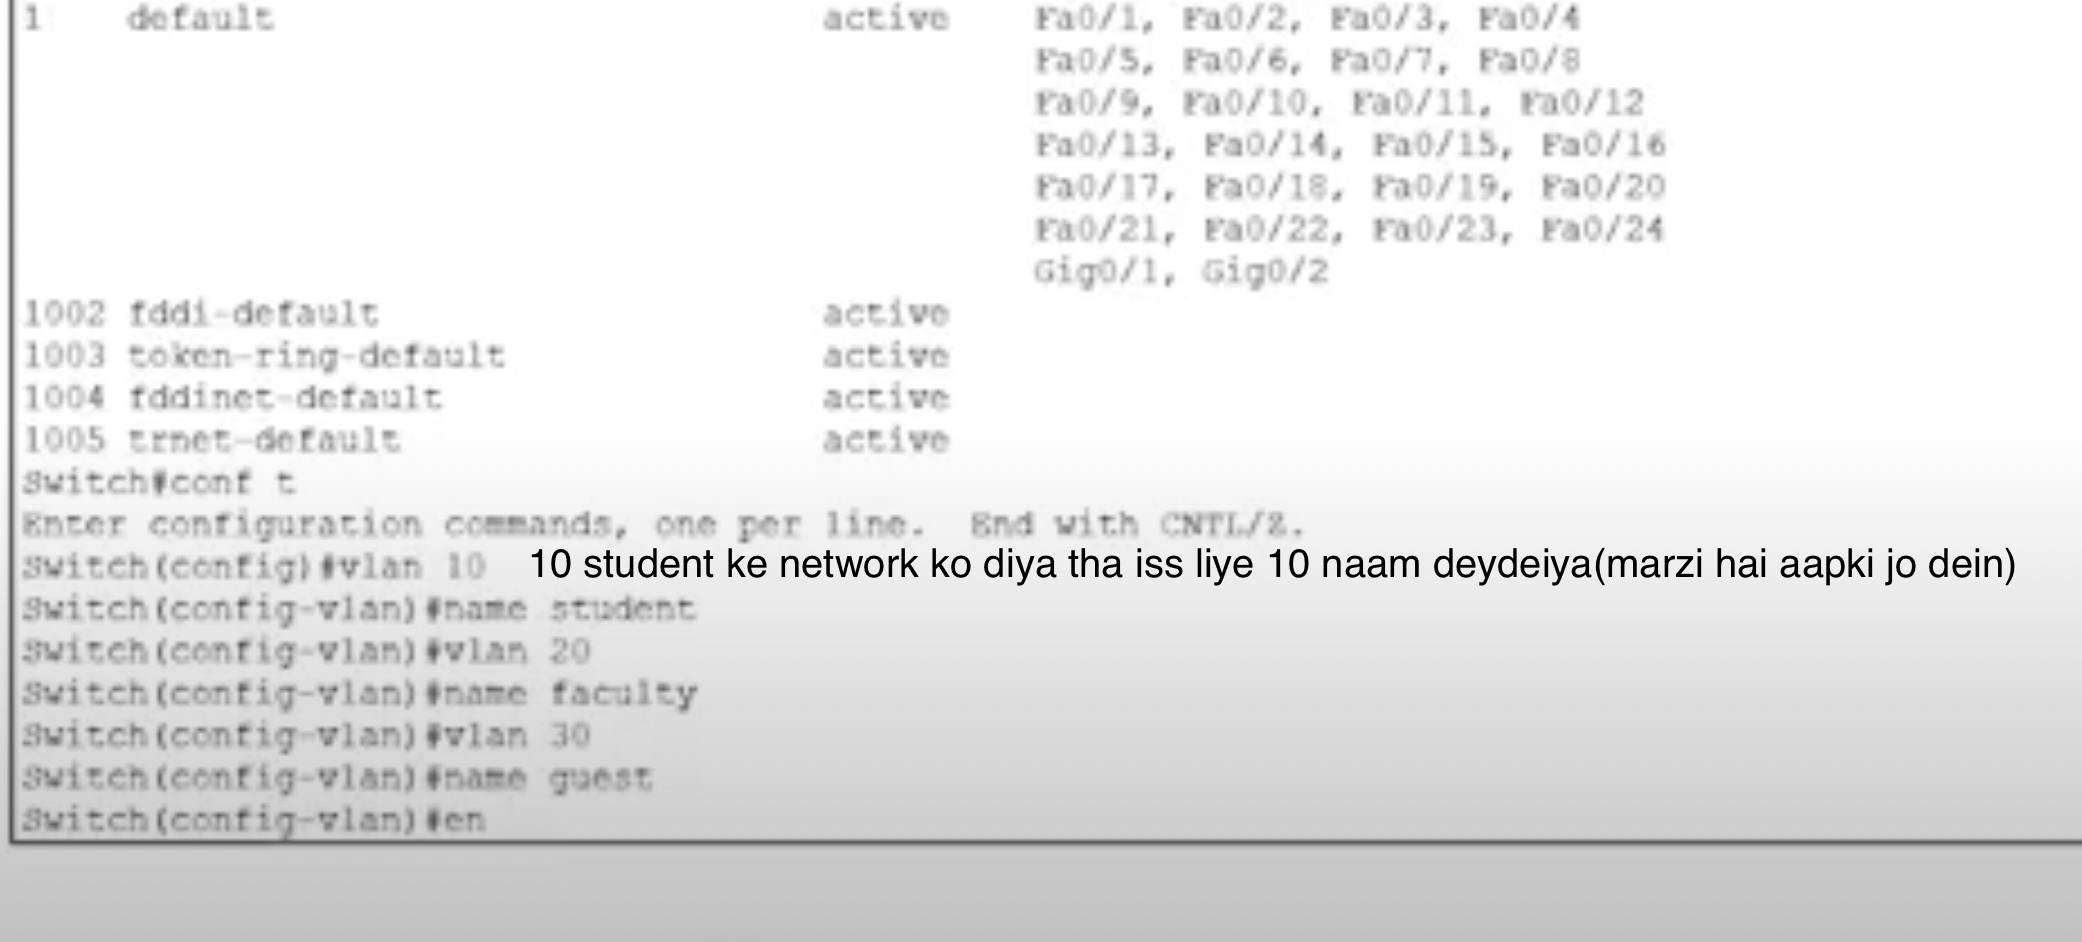 1 default active Fa0/1, Fa0/2, Fa0/3, Fa0/4
Fa0/5, Fa0/6, Fa0/7, Fa0/8
Fa0/9, Fa0/10, Fa0/11, Fa0/12
Fa0/13, Fa0/14, Fa0/15, Fa0/16
Fa0/17, Fa0/18, Fa0/19, Fa0/20
Fa0/21, Fa0/22, Fa0/23, Fa0/24
Gig0/1, Gig0/2
1002 fddi-default active
1003 token-ring-default active
1004 fddinet-default active
1005 trnet-default active
Switch#conf t
Enter configuration commands, one per line. End with CNTL/Z.
Switch(config)#vlan 10 10 student ke network ko diya tha iss liye 10 naam deydeiya(marzi hai aapki jo dein)
Switch(config-vlan)#name student
Switch(config-vlan)#vlan 20
Switch(config-vlan)#name faculty
Switch(config-vlan)#vlan 30
Switch(config-vlan)#name guest
Switch(config-vlan)#en